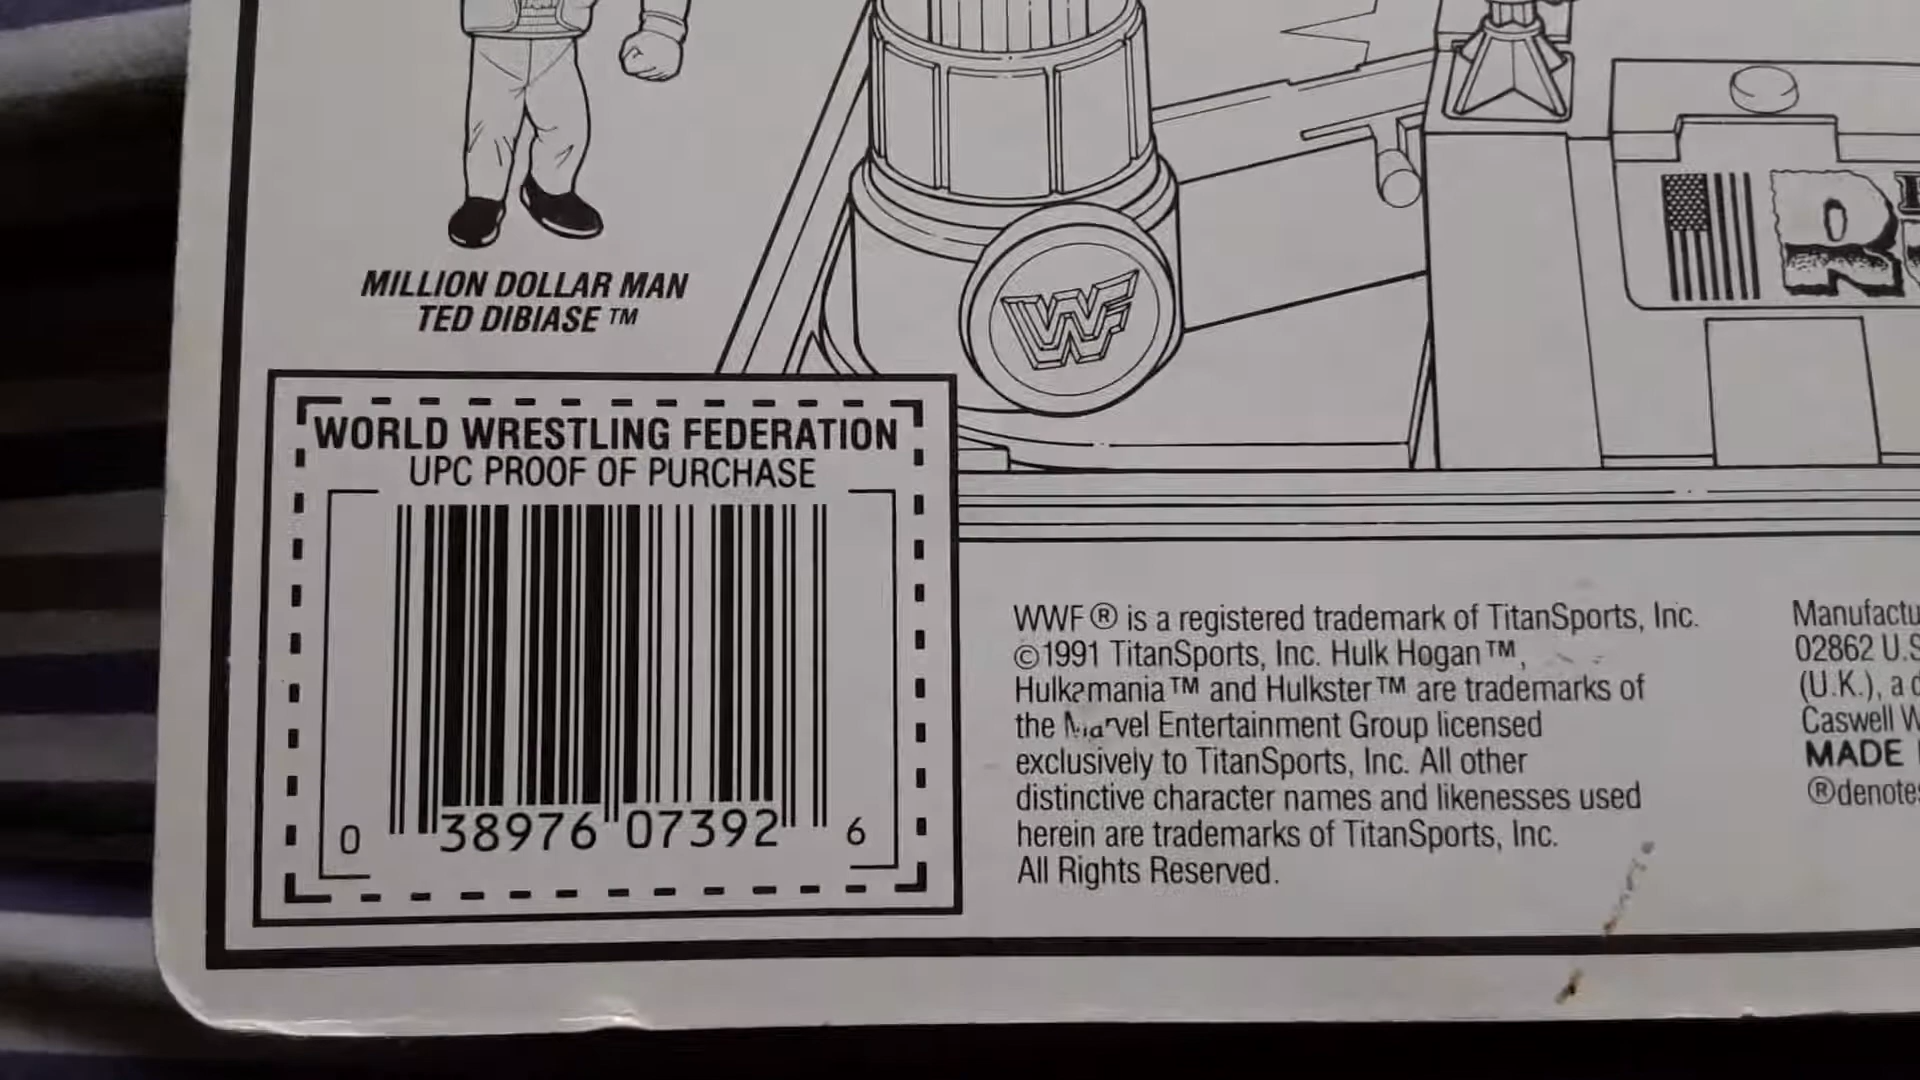 MILLION DOLLAR MAN
TED DIBIASE™
WORLD WRESTLING FEDERATION
UPC PROOF OF PURCHASE
0 38976 07392 6
WWF
WWF® is a registered trademark of TitanSports, Inc.
©1991 TitanSports, Inc. Hulk Hogan™,
Hulkamania™ and Hulkster™ are trademarks of
the Marvel Entertainment Group licensed
exclusively to TitanSports, Inc. All other
distinctive character names and likenesses used
herein are trademarks of TitanSports, Inc.
All Rights Reserved.
02862 U.S
(U.K.), a
Caswell
MADE
®denotes